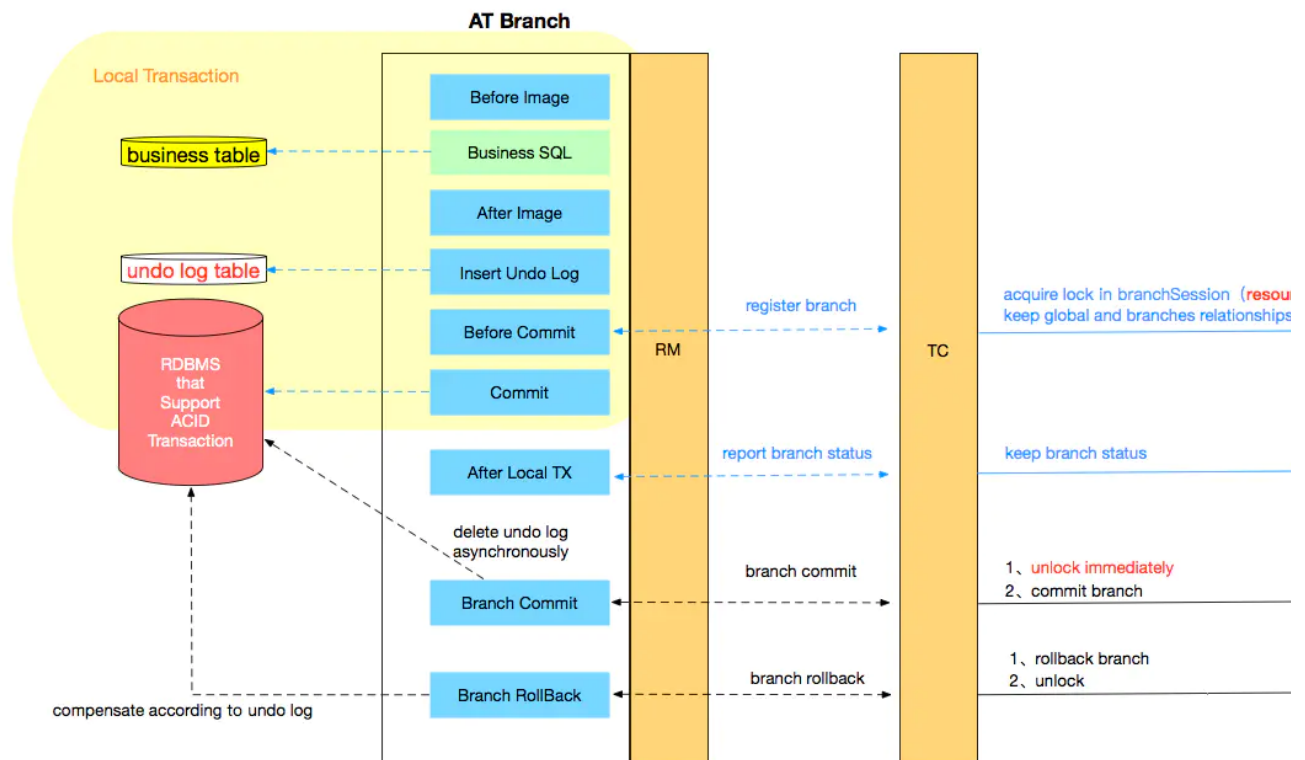 AT Branch
Local Transaction
Before Image
business table
Business SQL
After Image
undo log table
Insert Undo Log
register branch
acquire lock in branchSession（
keep global and branches relationships
Before Commit
RM
TC
RDBMS
that
Support
ACID
Transaction
Commit
After Local TX
report branch status
keep branch status
delete undo log
asynchronously
Branch Commit
branch commit
1、unlock immediately
2、commit branch
Branch RollBack
branch rollback
1、rollback branch
2、unlock
compensate according to undo log